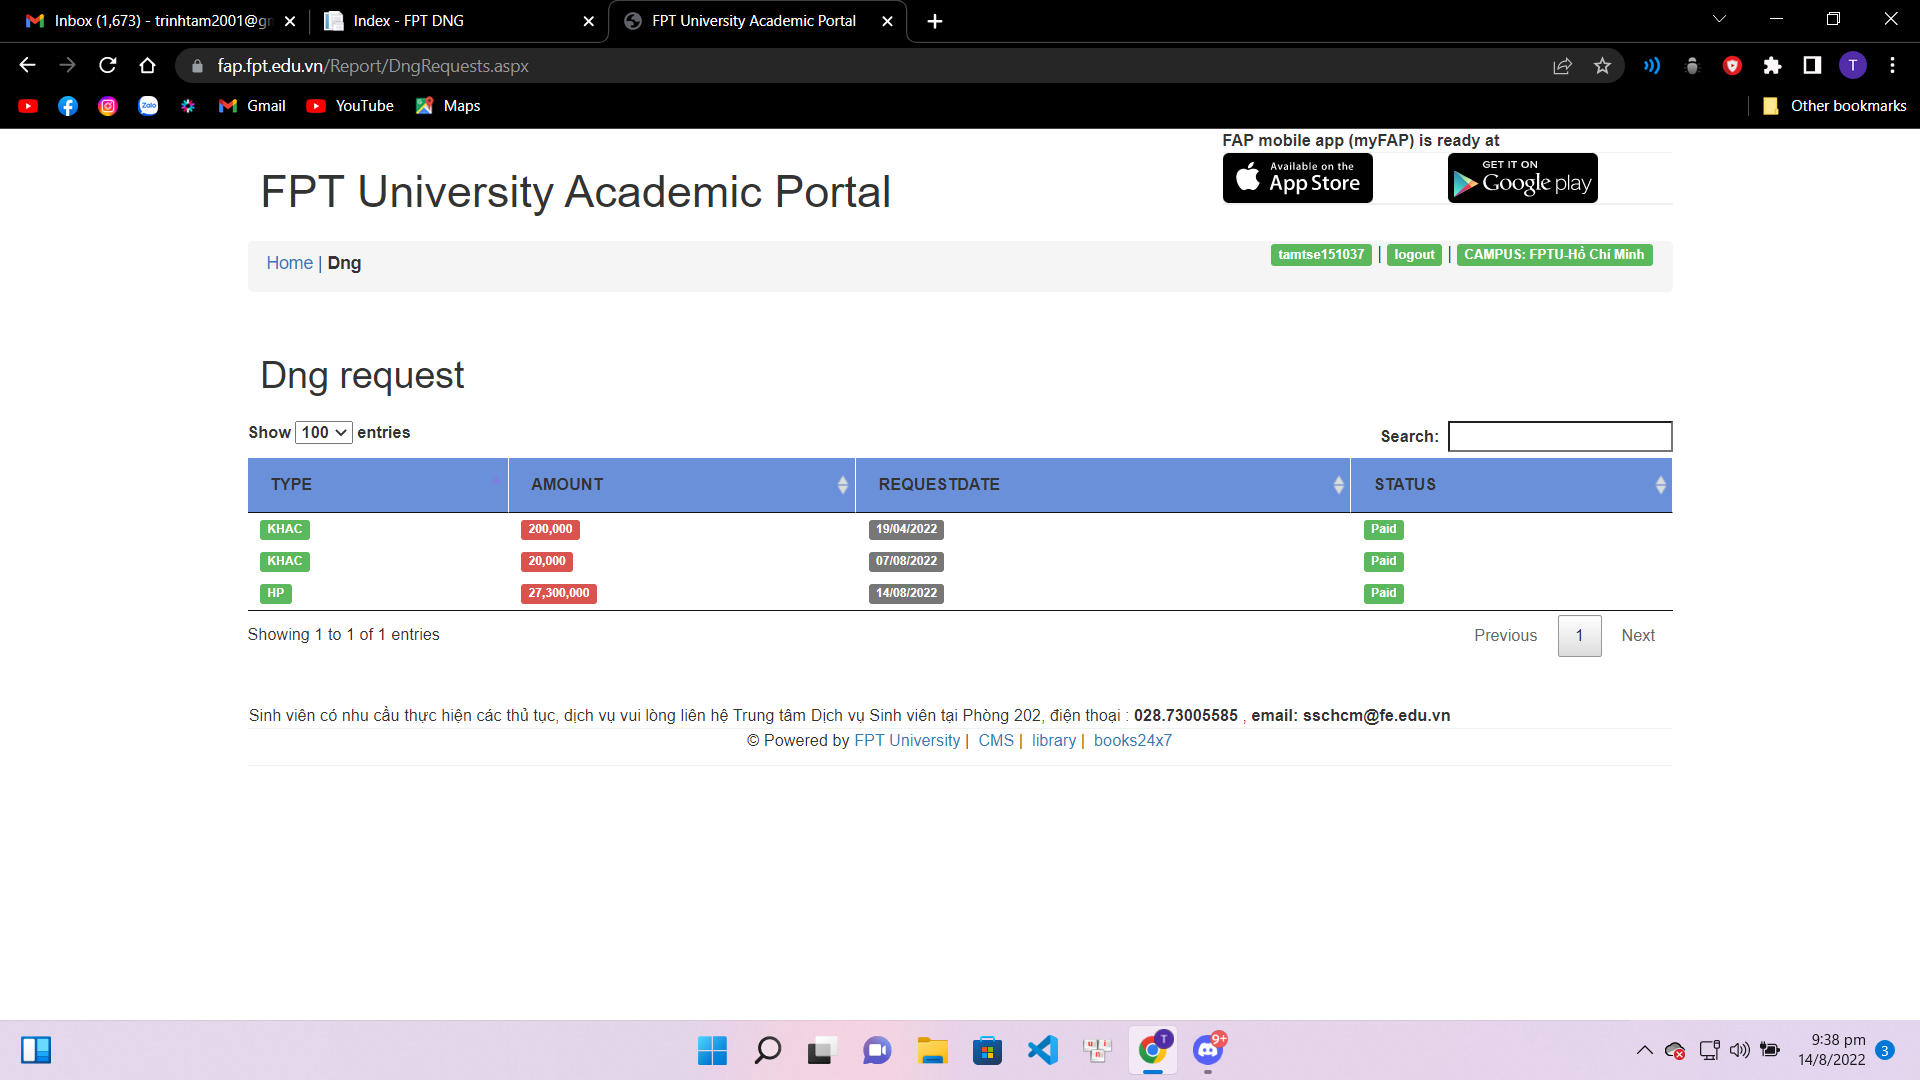 Inbox (1,673) - trinhtam2001@gm
Index - FPT DNG
FPT University Academic Portal
fap.fpt.edu.vn/Report/DngRequests.aspx
T
Zalo
Gmail
YouTube
Maps
Other bookmarks
FAP mobile app (myFAP) is ready at
Available on the
App Store
GET IT ON
Google play
FPT University Academic Portal
Home | Dng
tamtse151037 | logout | CAMPUS: FPTU-Hồ Chí Minh
Dng request
Show 100 entries
Search:
TYPE AMOUNT REQUESTDATE STATUS
KHAC 200,000 19/04/2022 Paid
KHAC 20,000 07/08/2022 Paid
HP 27,300,000 14/08/2022 Paid
Showing 1 to 1 of 1 entries
Previous 1 Next
Sinh viên có nhu cầu thực hiện các thủ tục, dịch vụ vui lòng liên hệ Trung tâm Dịch vụ Sinh viên tại Phòng 202, điện thoại : 028.73005585 , email: sschcm@fe.edu.vn
© Powered by FPT University | CMS | library | books24x7
T
9+
9:38 pm
14/8/2022
3